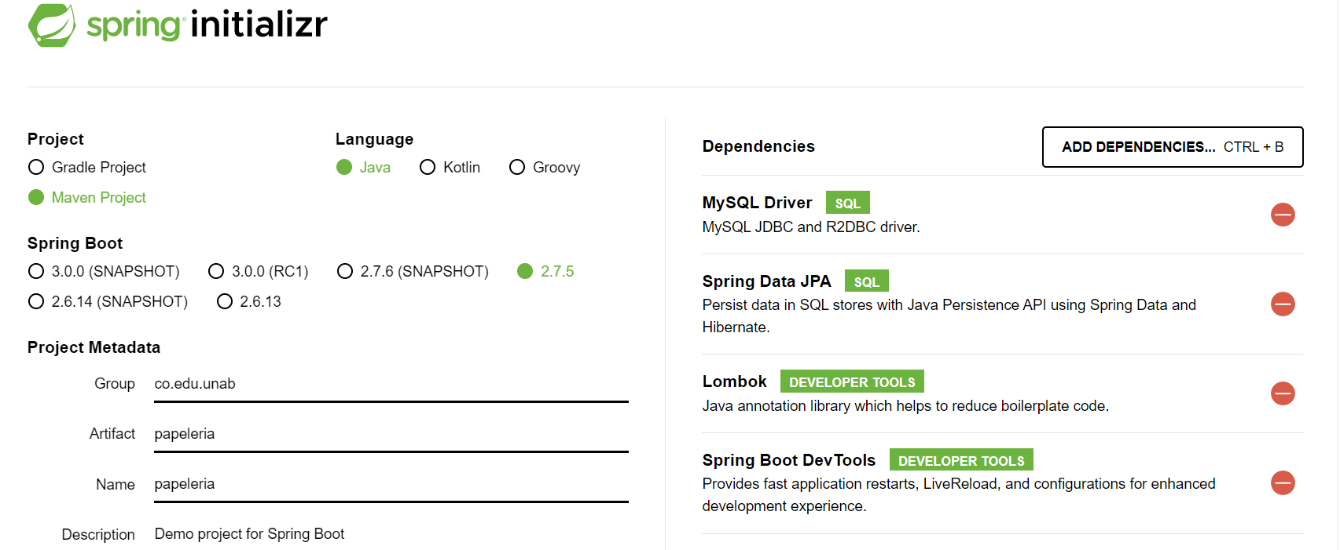 spring initializr
Project
Gradle Project
Maven Project
Language
Java Kotlin Groovy
Spring Boot
3.0.0 (SNAPSHOT) 3.0.0 (RC1) 2.7.6 (SNAPSHOT) 2.7.5
2.6.14 (SNAPSHOT) 2.6.13
Project Metadata
Group co.edu.unab
Artifact papeleria
Name papeleria
Description Demo project for Spring Boot
Dependencies
ADD DEPENDENCIES... CTRL + B
MySQL Driver SQL
MySQL JDBC and R2DBC driver.
Spring Data JPA SQL
Persist data in SQL stores with Java Persistence API using Spring Data and
Hibernate.
Lombok DEVELOPER TOOLS
Java annotation library which helps to reduce boilerplate code.
Spring Boot DevTools DEVELOPER TOOLS
Provides fast application restarts, LiveReload, and configurations for enhanced
development experience.